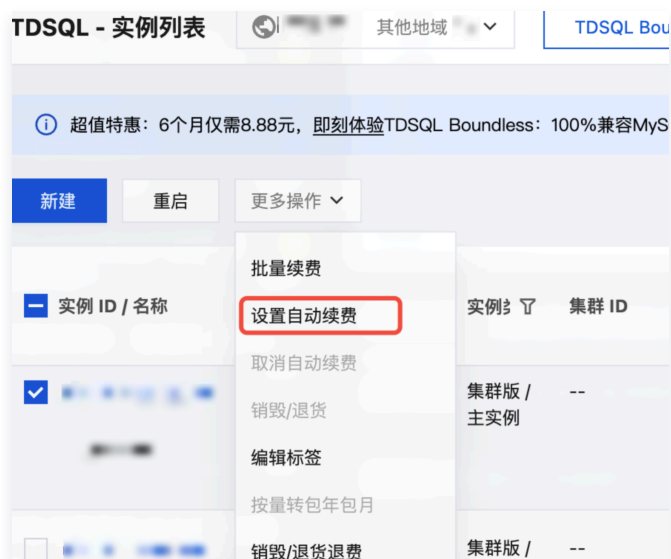 TDSQL - 实例列表
其他地域
TDSQL Bou
超值特惠：6个月仅需8.88元，即刻体验TDSQL Boundless：100%兼容MyS
新建 重启 更多操作
批量续费
设置自动续费
取消自动续费
销毁/退货
编辑标签
按量转包年包月
销毁/退货退费
实例 ID / 名称
集群 ID
实例
集群版 /
主实例
--
集群版 /
--